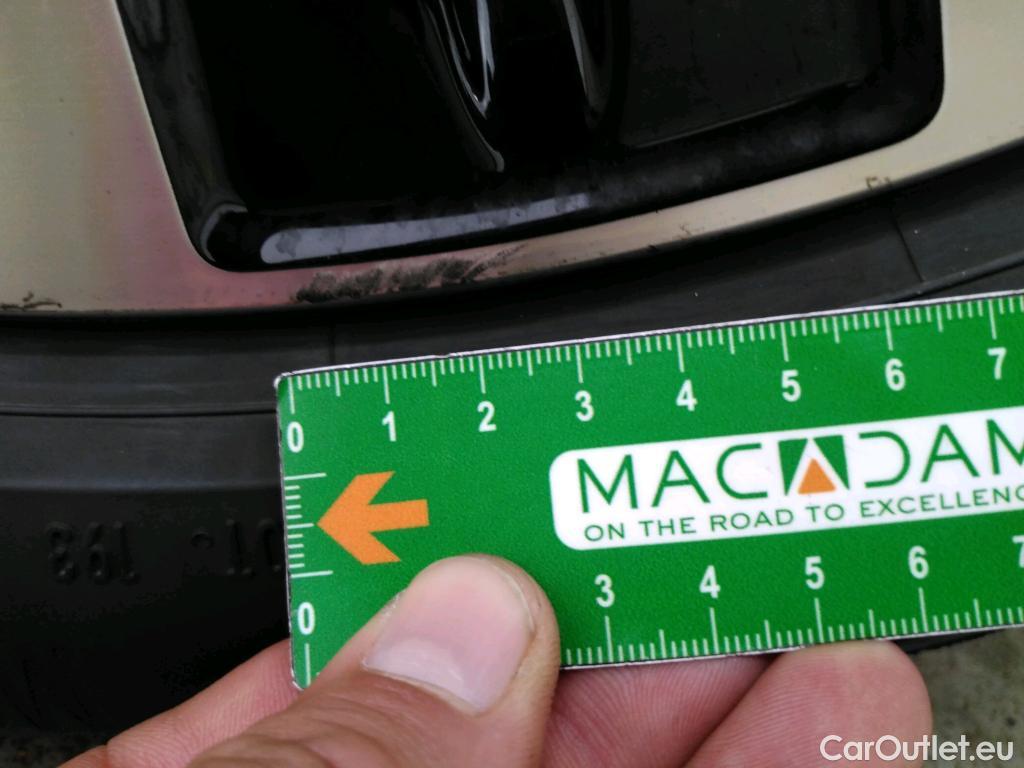 0 1 2 3 4 5 6 7
MACADAM
ON THE ROAD TO EXCELLENC
0 3 4 5 6 7
CarOutlet.eu